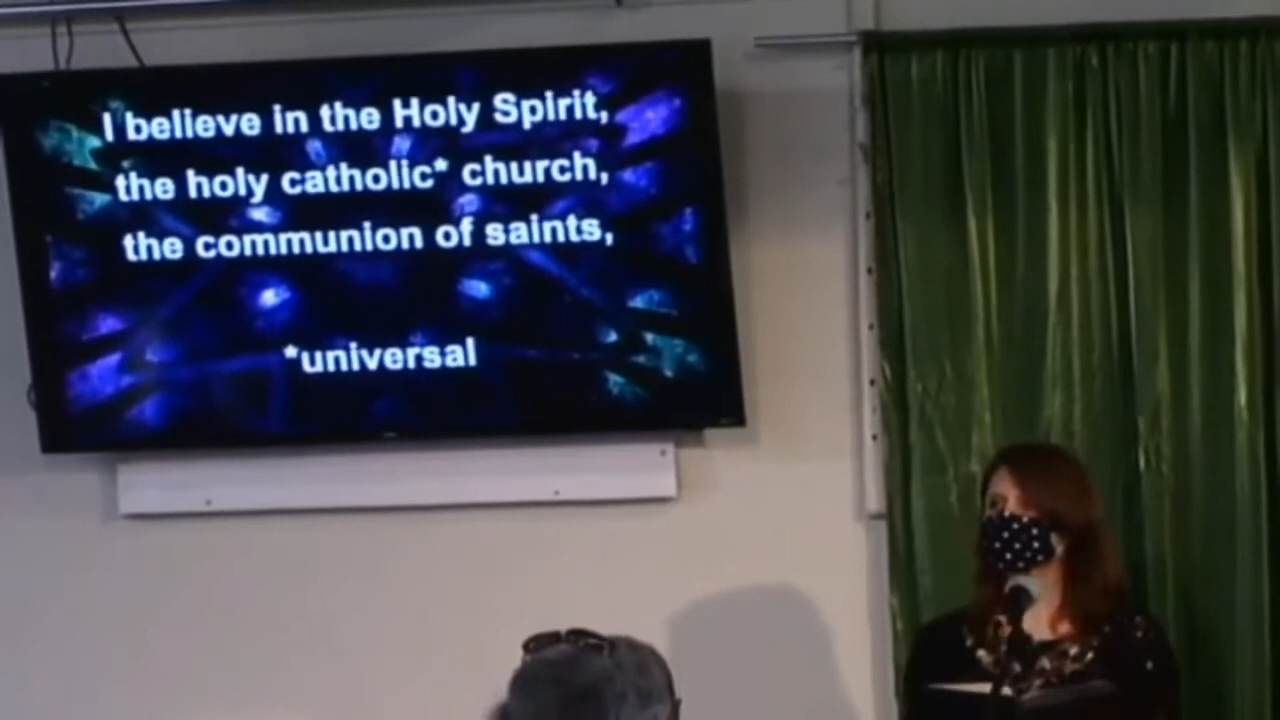 I believe in the Holy Spirit,
the holy catholic* church,
the communion of saints,
*universal